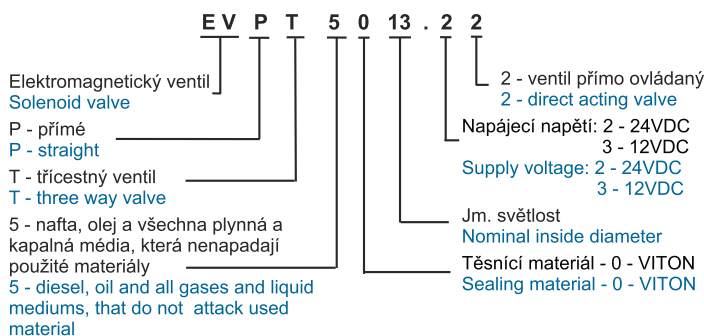 EV P T 5 0 13 . 2 2
Elektromagnetický ventil
Solenoid valve
P - přímé
P - straight
T - třícestný ventil
T - three way valve
5 - nafta, olej a všechna plynná a
kapalná média, která nenapadají
použité materiály
5 - diesel, oil and all gases and liquid
mediums, that do not attack used
material
2 - ventil přímo ovládaný
2 - direct acting valve
Napájecí napětí: 2 - 24VDC
3 - 12VDC
Supply voltage: 2 - 24VDC
3 - 12VDC
Jm. světlost
Nominal inside diameter
Těsnící materiál - 0 - VITON
Sealing material - 0 - VITON